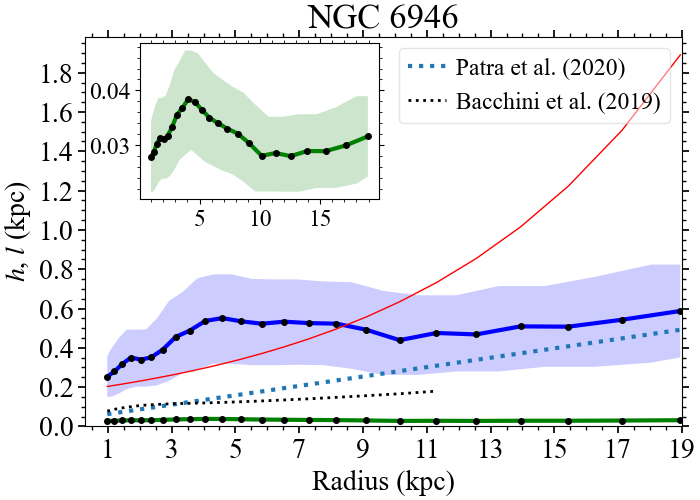 NGC 6946
Patra et al. (2020)
Bacchini et al. (2019)
0.04
0.03
5 10 15
h, l (kpc)
1.8
1.6
1.4
1.2
1.0
0.8
0.6
0.4
0.2
0.0
1 3 5 7 9 11 13 15 17 19
Radius (kpc)